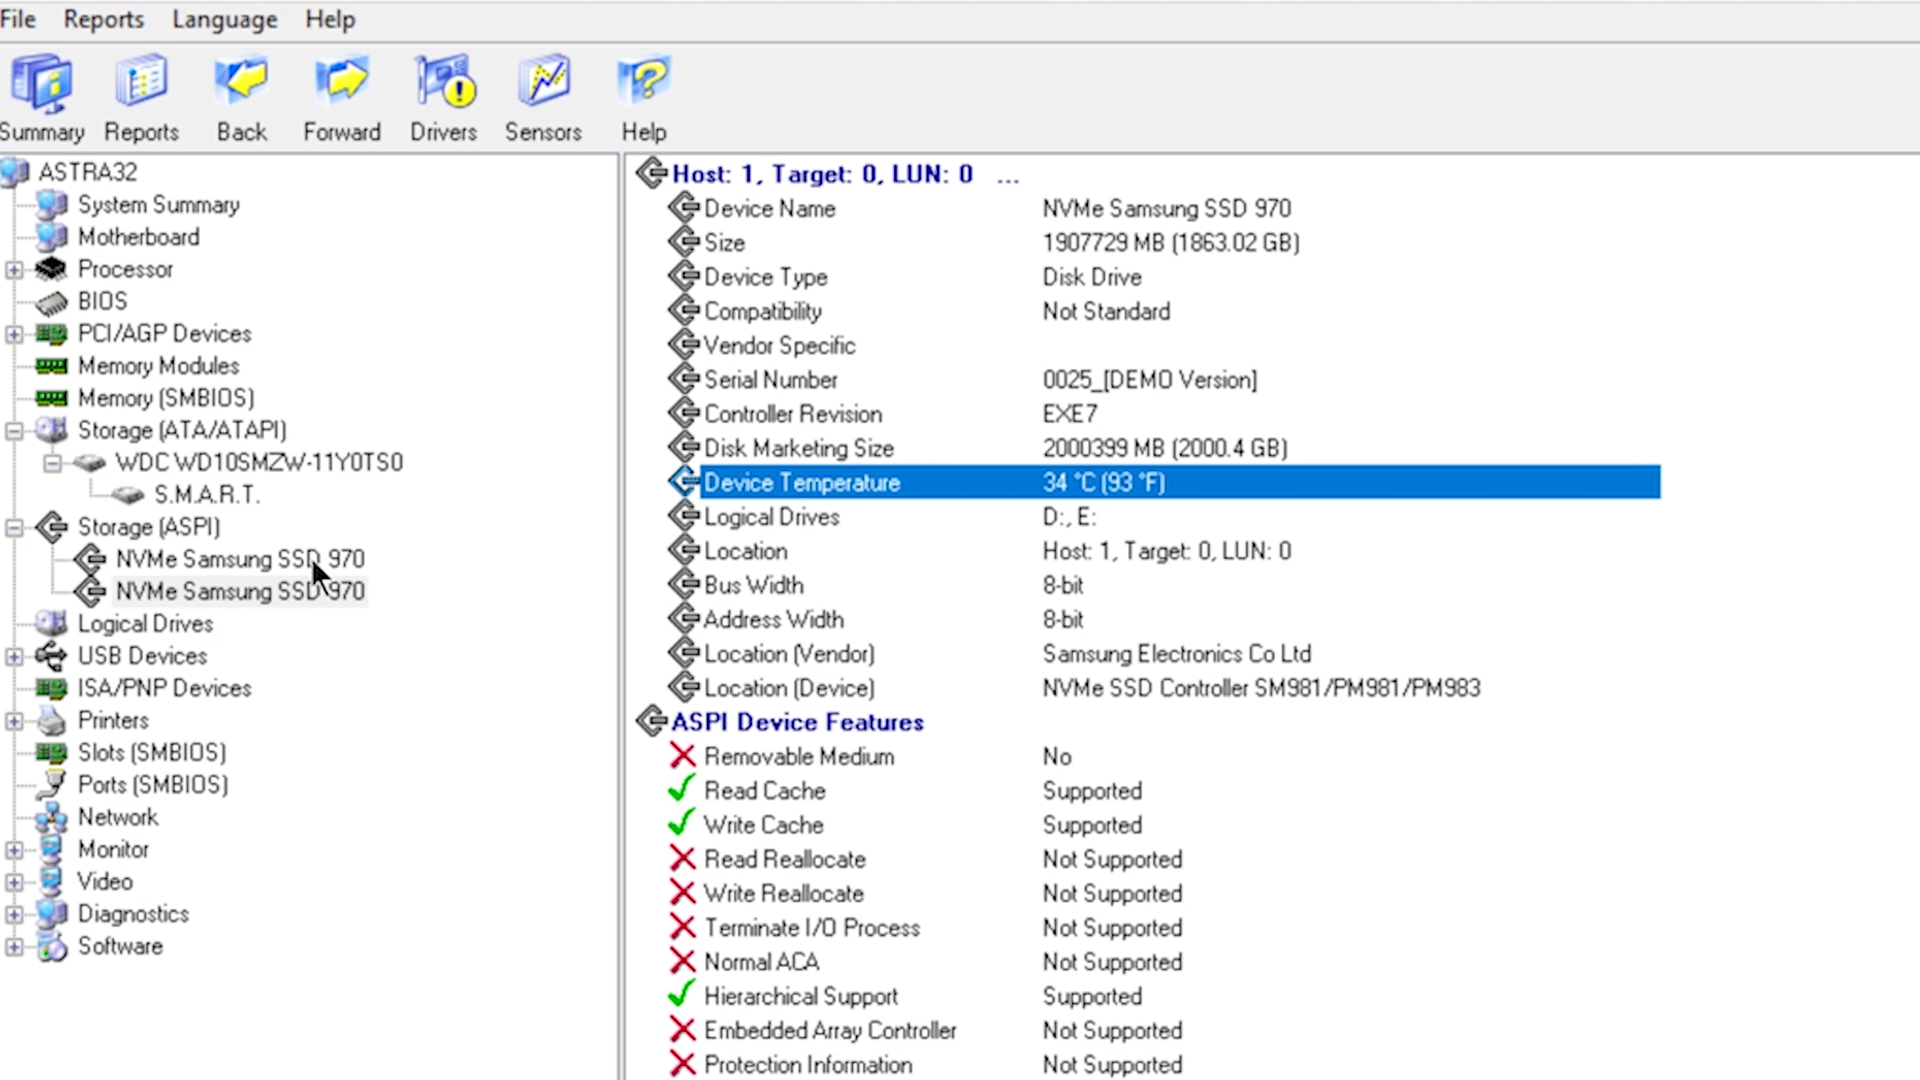 File Reports Language Help
Summary Reports Back Forward Drivers Sensors Help
ASTRA32
System Summary
Motherboard
Processor
BIOS
PCI/AGP Devices
Memory Modules
Memory (SMBIOS)
Storage (ATA/ATAPI)
WDC WD10SMZW-11Y0TS0
S.M.A.R.T.
Storage (ASPI)
NVMe Samsung SSD 970
NVMe Samsung SSD 970
Logical Drives
USB Devices
ISA/PNP Devices
Printers
Slots (SMBIOS)
Ports (SMBIOS)
Network
Monitor
Video
Diagnostics
Software
Host: 1, Target: 0, LUN: 0 ...
Device Name NVMe Samsung SSD 970
Size 1907729 MB (1863.02 GB)
Device Type Disk Drive
Compatibility Not Standard
Vendor Specific
Serial Number 0025_[DEMO Version]
Controller Revision EXE7
Disk Marketing Size 2000399 MB (2000.4 GB)
Device Temperature 34 °C (93 °F)
Logical Drives D:, E:
Location Host: 1, Target: 0, LUN: 0
Bus Width 8-bit
Address Width 8-bit
Location (Vendor) Samsung Electronics Co Ltd
Location (Device) NVMe SSD Controller SM981/PM981/PM983
ASPI Device Features
Removable Medium No
Read Cache Supported
Write Cache Supported
Read Reallocate Not Supported
Write Reallocate Not Supported
Terminate I/O Process Not Supported
Normal ACA Not Supported
Hierarchical Support Supported
Embedded Array Controller Not Supported
Protection Information Not Supported